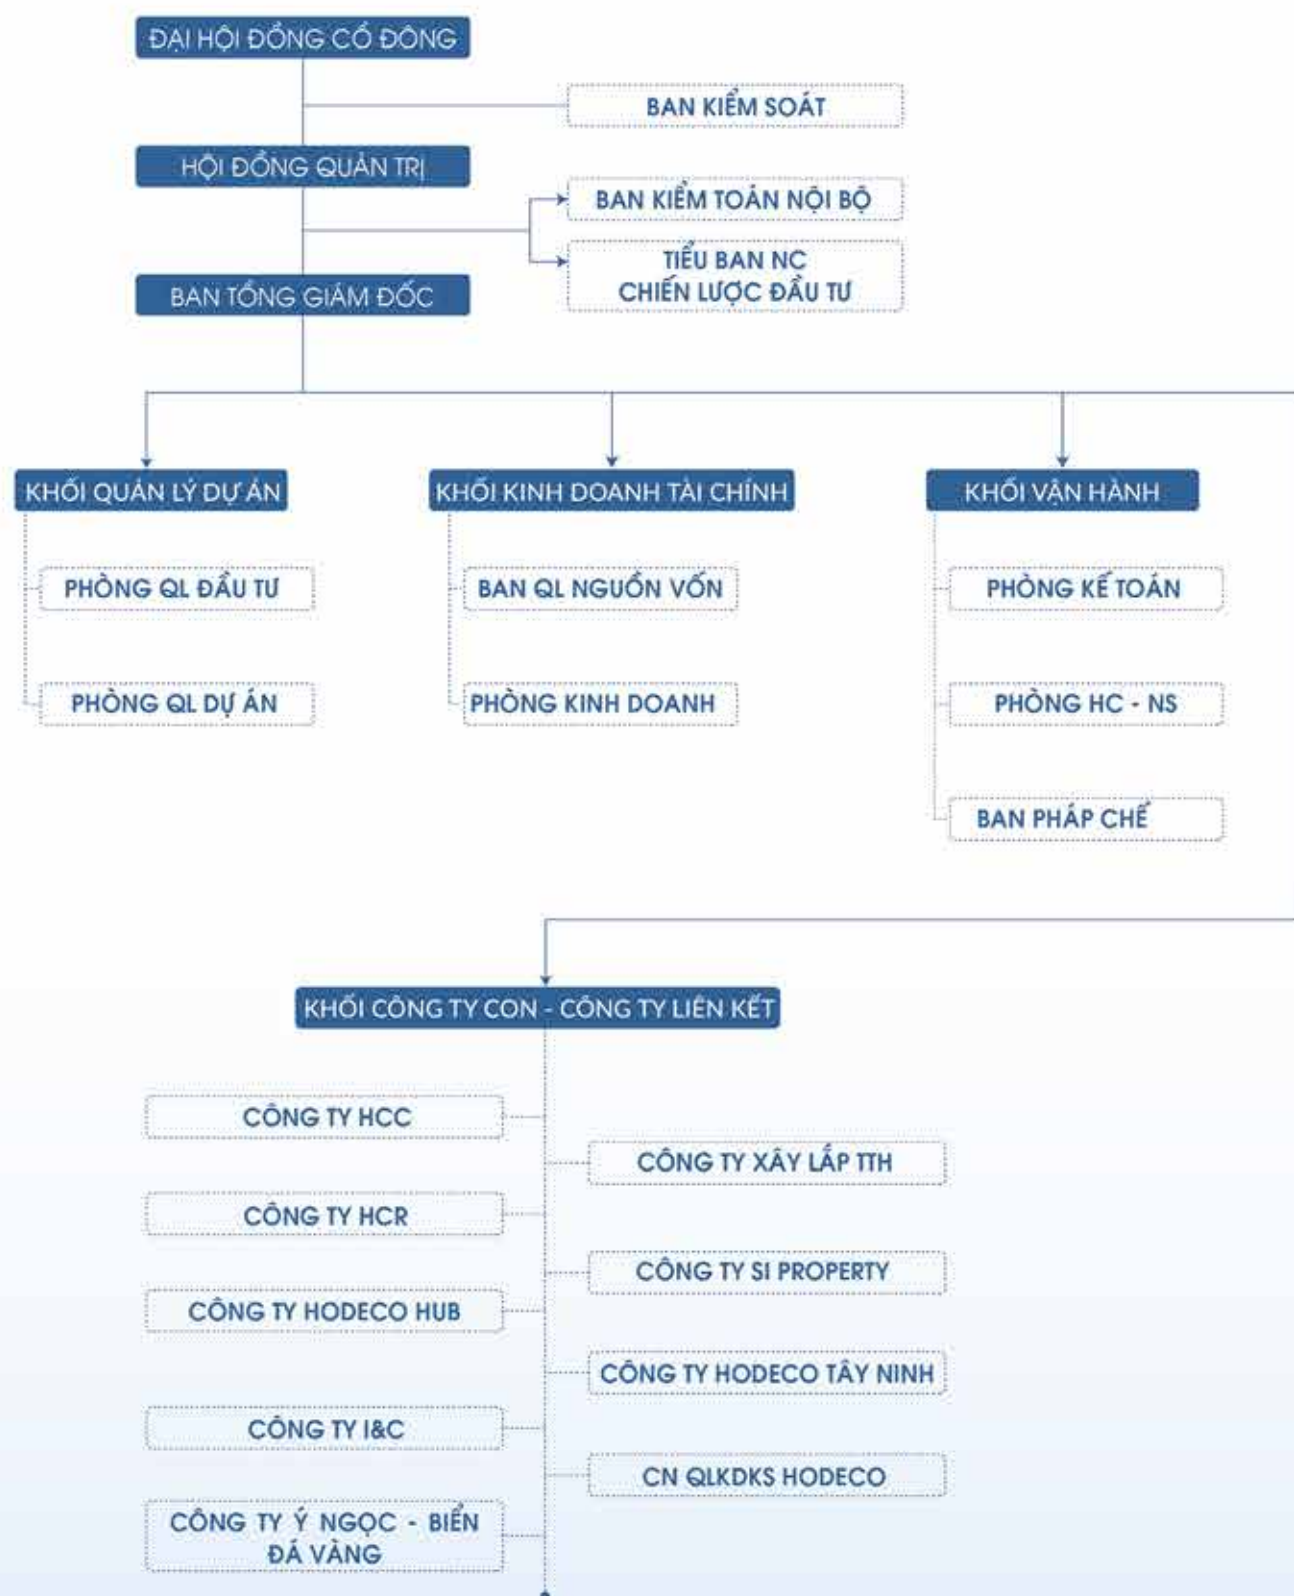 ĐẠI HỘI ĐỒNG CỔ ĐÔNG
BAN KIỂM SOÁT
HỘI ĐỒNG QUẢN TRỊ
BAN KIỂM TOÁN NỘI BỘ
TIỂU BAN NC
CHIẾN LƯỢC ĐẦU TƯ
BAN TỔNG GIÁM ĐỐC
KHỐI QUẢN LÝ DỰ ÁN
KHỐI KINH DOANH TÀI CHÍNH
KHỐI VẬN HÀNH
PHÒNG QL ĐẦU TƯ
BAN QL NGUỒN VỐN
PHÒNG KẾ TOÁN
PHÒNG QL DỰ ÁN
PHÒNG KINH DOANH
PHÒNG HC - NS
BAN PHÁP CHẾ
KHỐI CÔNG TY CON - CÔNG TY LIÊN KẾT
CÔNG TY HCC
CÔNG TY XÂY LẮP TTH
CÔNG TY HCR
CÔNG TY SI PROPERTY
CÔNG TY HODECO HUB
CÔNG TY HODECO TÂY NINH
CÔNG TY I&C
CN QLKDKS HODECO
CÔNG TY Ý NGỌC - BIỂN
ĐÁ VÀNG